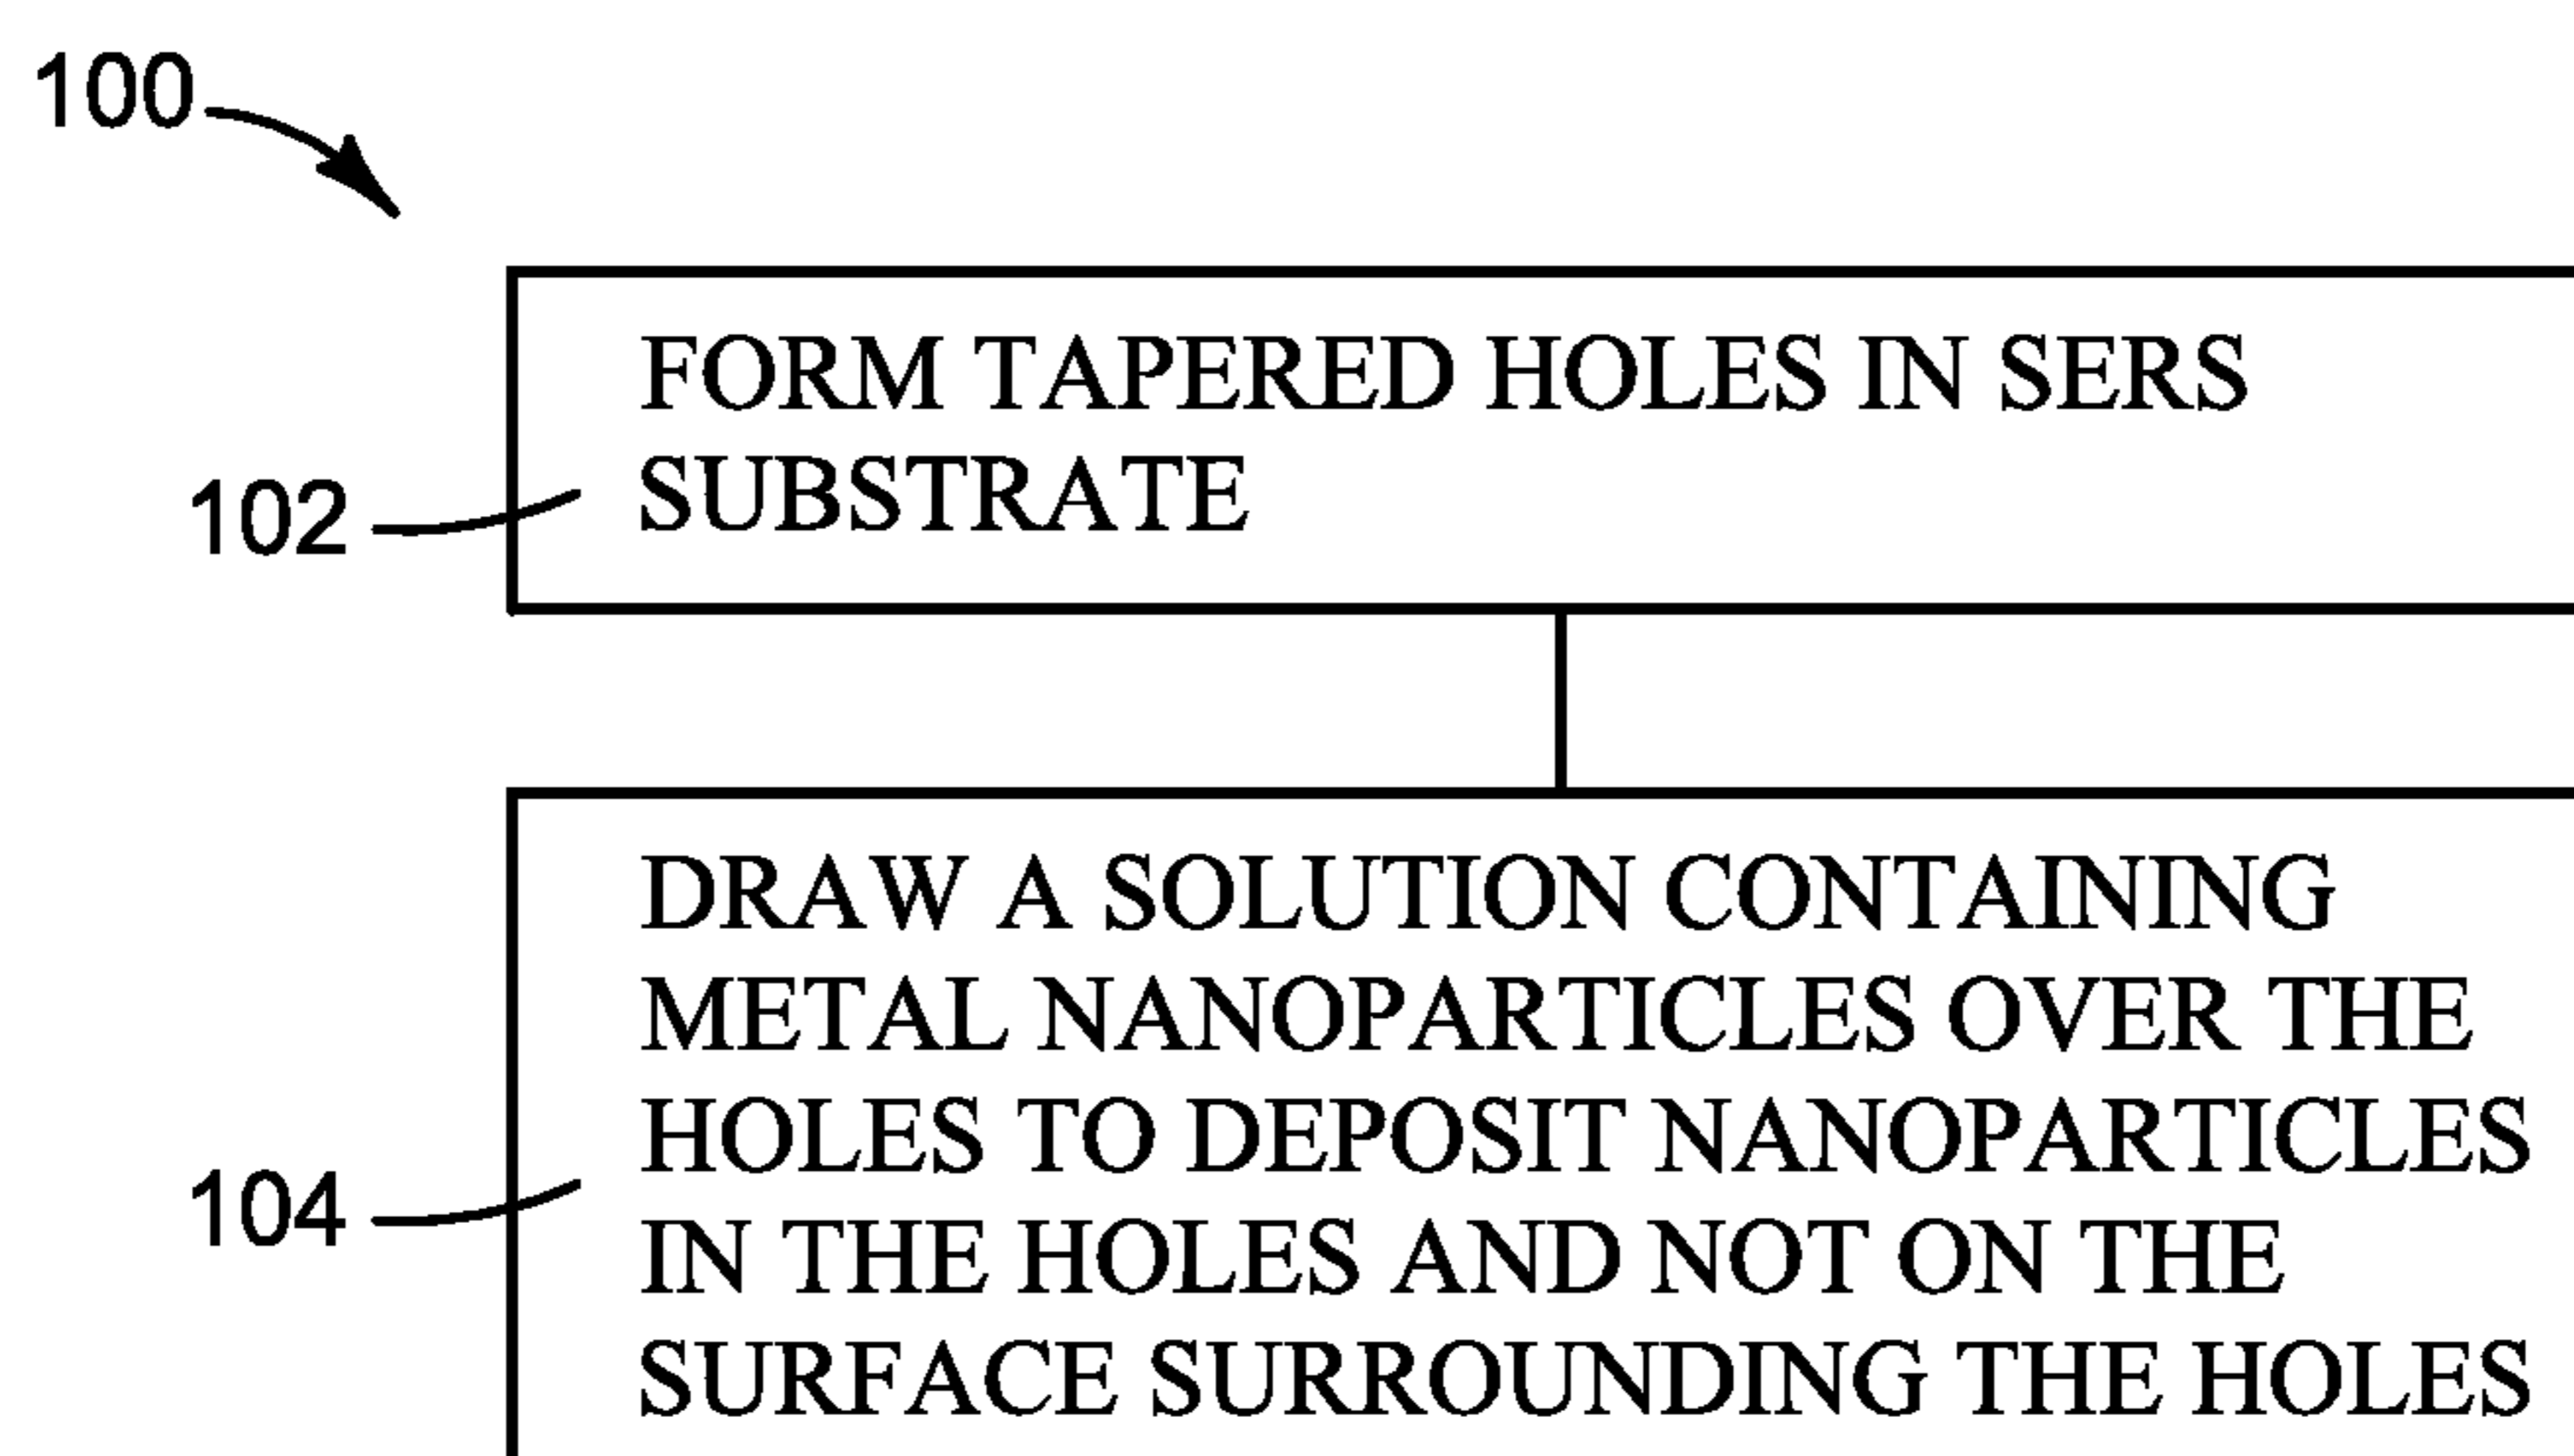 100
FORM TAPERED HOLES IN SERS
SUBSTRATE
102
DRAW A SOLUTION CONTAINING
METAL NANOPARTICLES OVER THE
HOLES TO DEPOSIT NANOPARTICLES
104
IN THE HOLES AND NOT ON THE
SURFACE SURROUNDING THE HOLES